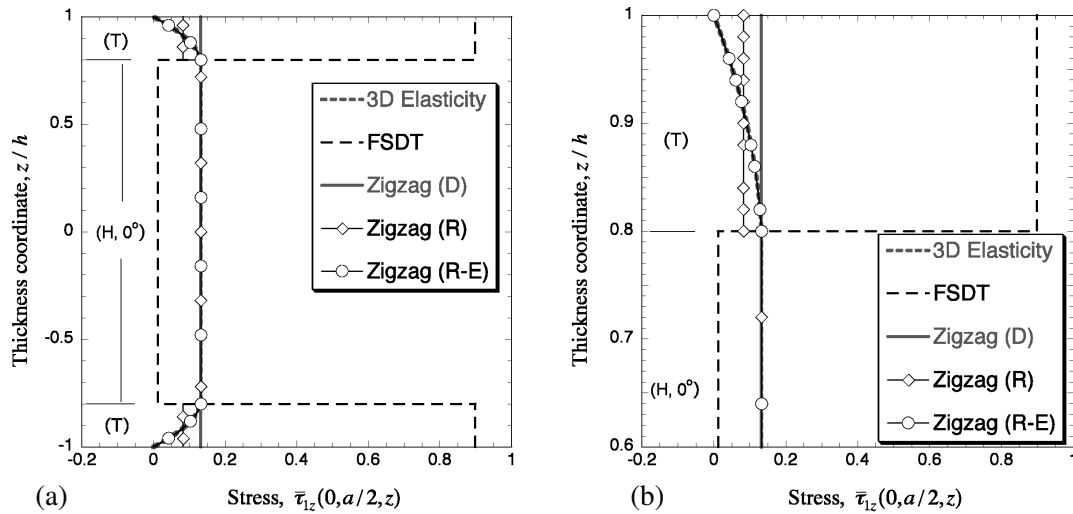 1
0.5
0
-0.5
-1
Thickness coordinate, z / h
(T)
(H, 0°)
(T)
3D Elasticity
FSDT
Zigzag (D)
Zigzag (R)
Zigzag (R-E)
-0.2 0 0.2 0.4 0.6 0.8 1
(a) Stress, τ̄₁z(0,a/2,z)
1
0.9
0.8
0.7
0.6
Thickness coordinate, z / h
(T)
(H, 0°)
3D Elasticity
FSDT
Zigzag (D)
Zigzag (R)
Zigzag (R-E)
-0.2 0 0.2 0.4 0.6 0.8 1
(b) Stress, τ̄₁z(0,a/2,z)